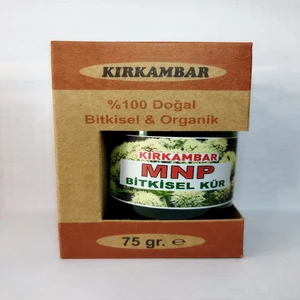 KIRKAMBAR
%100 Doğal
Bitkisel & Organik
KIRKAMBAR
MNP
BİTKİSEL KÜR
75 gr. ℮